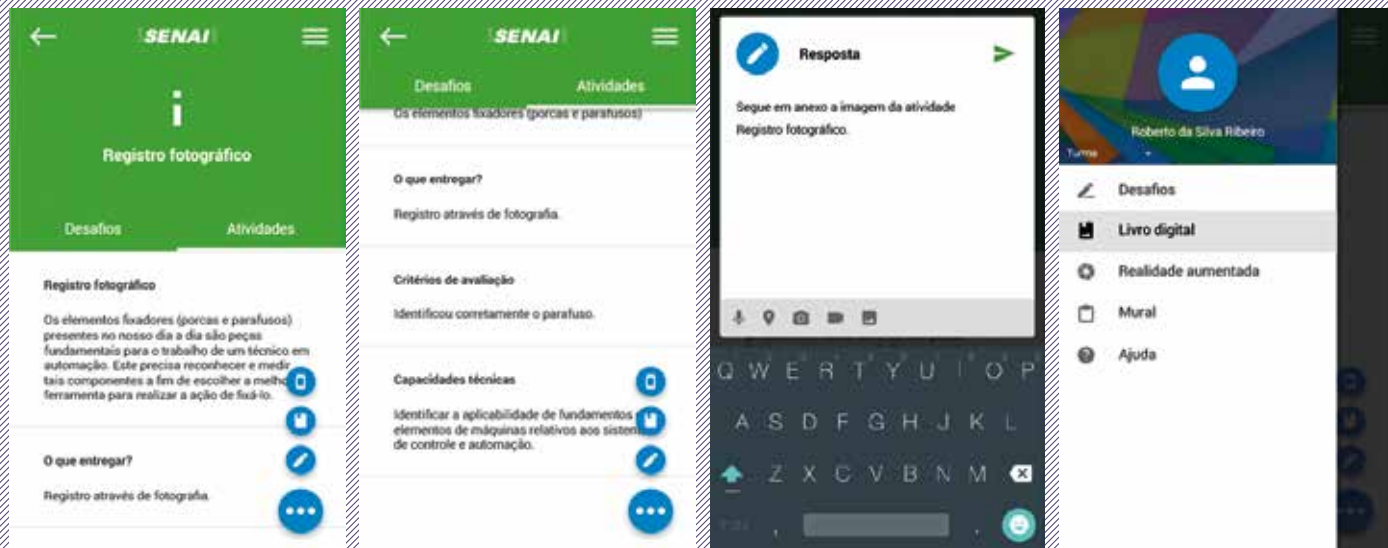 SENAI
i
Registro fotográfico
Desafios Atividades
Registro fotográfico
Os elementos fixadores (porcas e parafusos)
presentes no nosso dia a dia são peças
fundamentais para o trabalho de um técnico em
automação. Este precisa reconhecer e medir
tais componentes a fim de escolher a
ferramenta para realizar a ação de fixá-lo.
O que entregar?
Registro através de fotografia.
SENAI
Desafios Atividades
Os elementos fixadores (porcas e parafusos)
O que entregar?
Registro através de fotografia.
Critérios de avaliação
Identificou corretamente o parafuso.
Capacidades técnicas
Identificar a aplicabilidade de fundamentos
elementos de máquinas relativos aos
de controle e automação.
Resposta
Segue em anexo a imagem da atividade
Registro fotográfico.
Q W E R T Y U I O P
A S D F G H J K L
Z X C V B N M
, .
Roberto da Silva Ribeiro
Turma
Desafios
Livro digital
Realidade aumentada
Mural
Ajuda